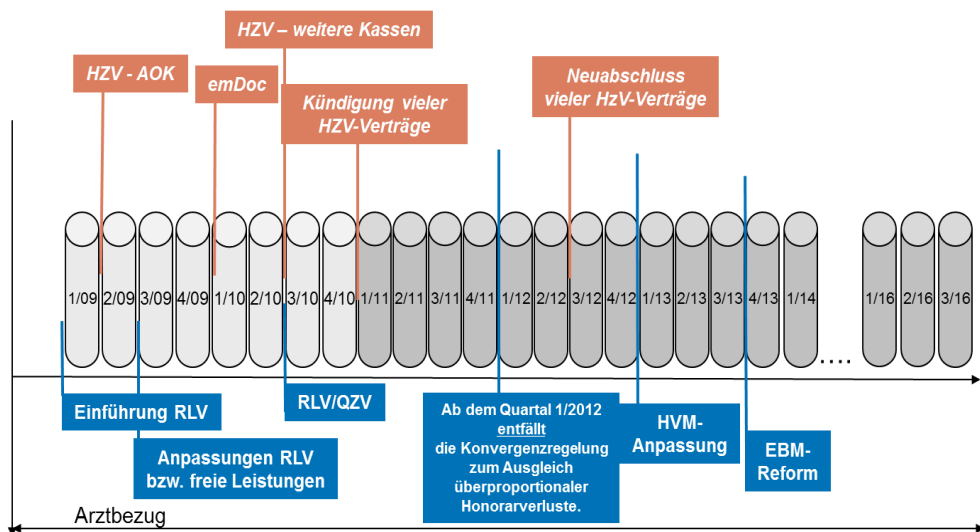 HZV – weitere Kassen
HZV - AOK
emDoc
Kündigung vieler
HZV-Verträge
Neuabschluss
vieler HzV-Verträge
1/09 2/09 3/09 4/09 1/10 2/10 3/10 4/10 1/11 2/11 3/11 4/11 1/12 2/12 3/12 4/12 1/13 2/13 3/13 4/13 1/14 .... 1/16 2/16 3/16
Einführung RLV
Anpassungen RLV
bzw. freie Leistungen
RLV/QZV
Ab dem Quartal 1/2012
entfällt
die Konvergenzregelung
zum Ausgleich
überproportionaler
Honorarverluste.
HVM-
Anpassung
EBM-
Reform
Arztbezug